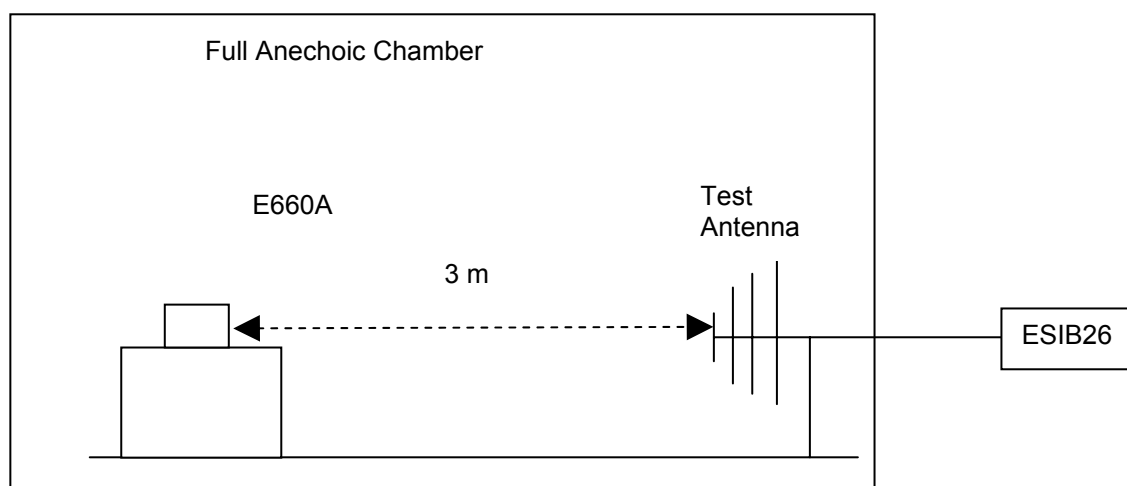 Full Anechoic Chamber
E660A
Test
Antenna
3 m
ESIB26